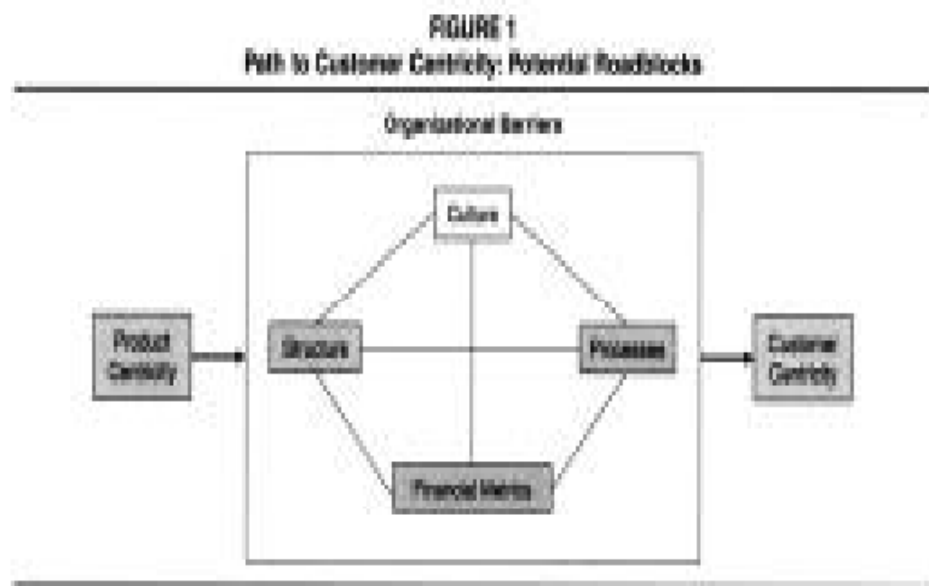 FIGURE 1
Path to Customer Centricity: Potential Roadblocks
Organizational Barriers
Culture
Product
Centricity
Structure
Processes
Customer
Centricity
Financial Metrics